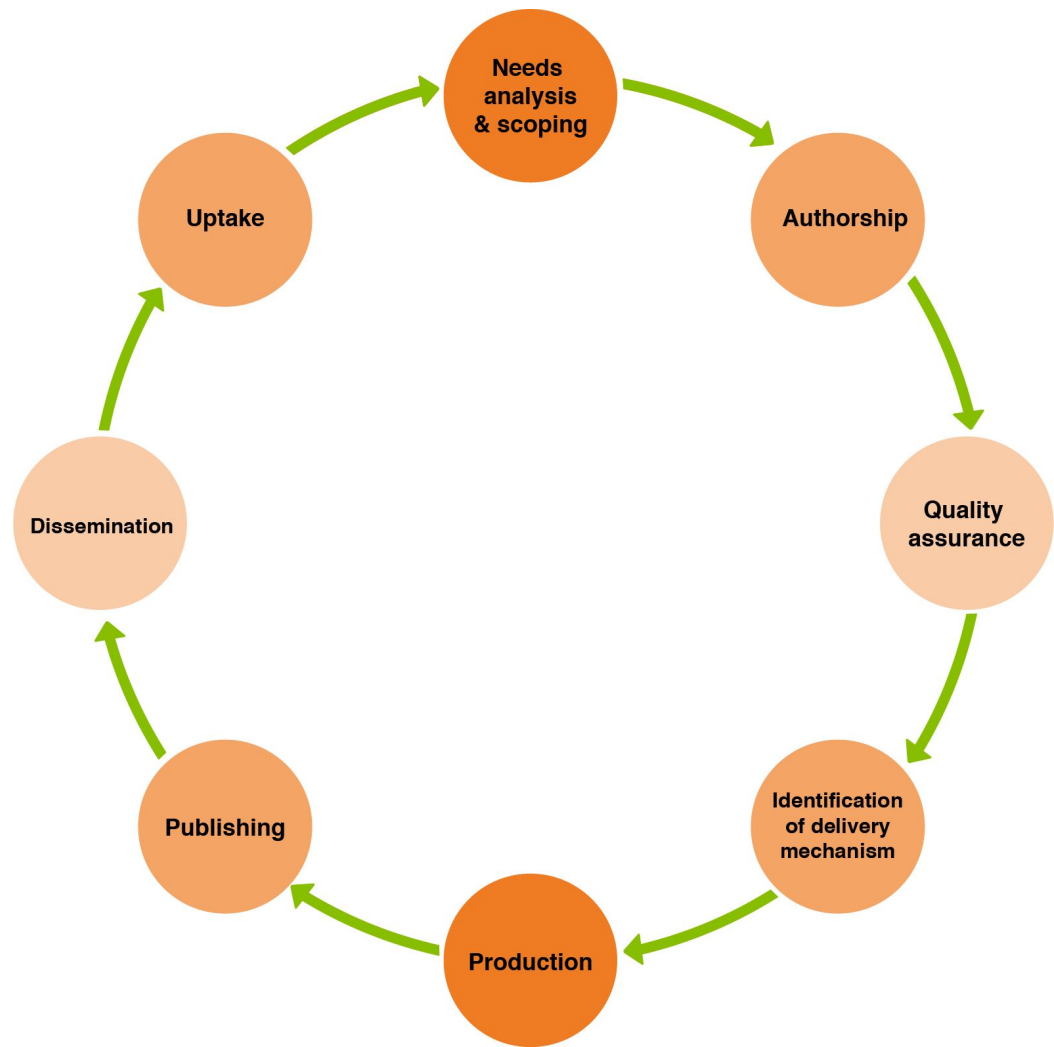 Needs
analysis
& scoping
Authorship
Quality
assurance
Identification
of delivery
mechanism
Production
Publishing
Dissemination
Uptake